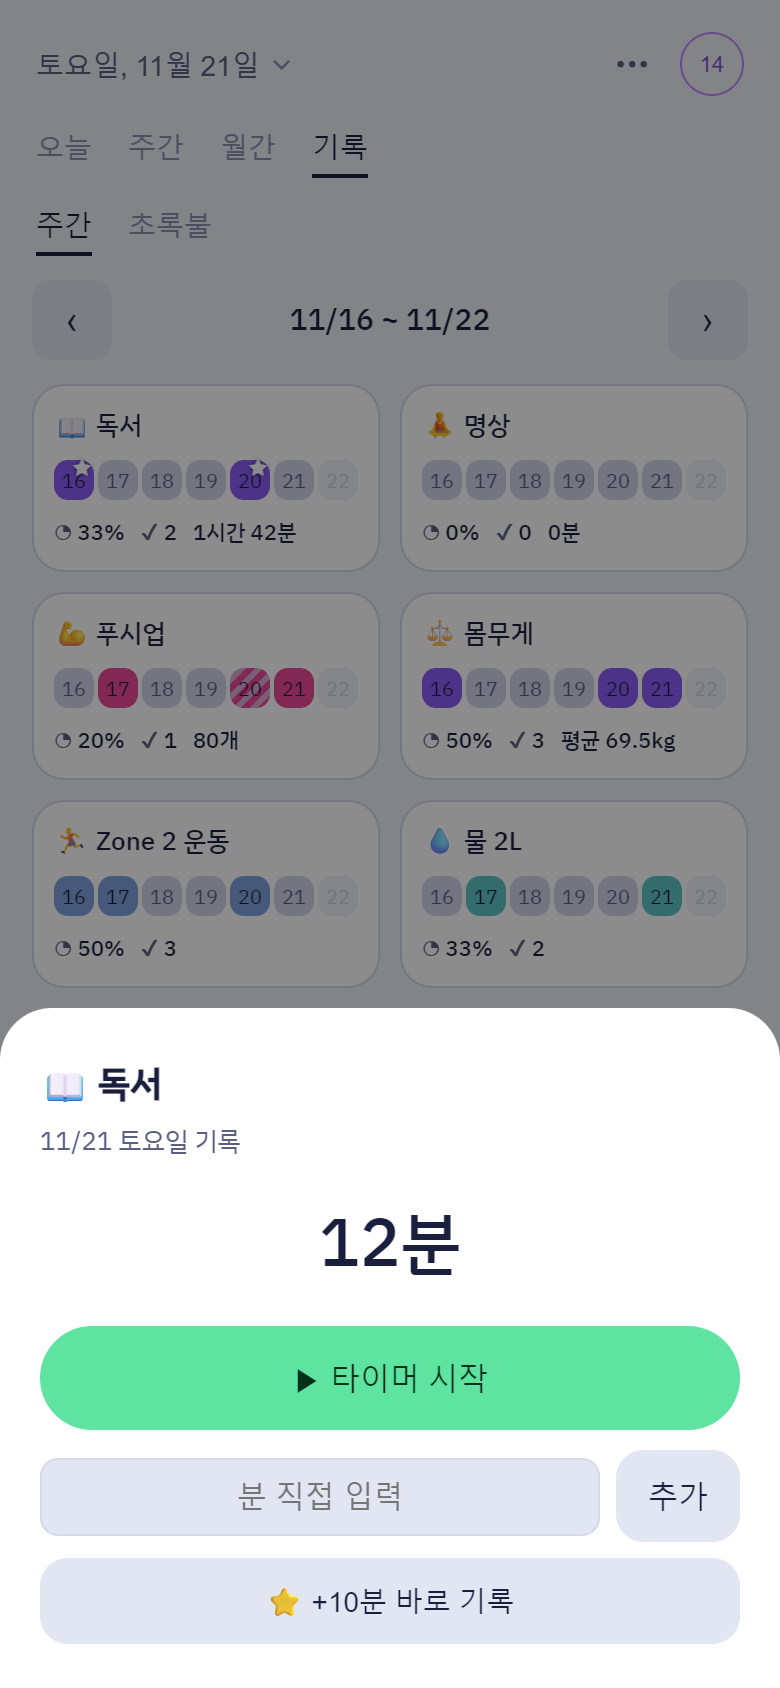 토요일, 11월 21일
14
오늘 주간 월간 기록
주간 초록불
‹ 11/16 ~ 11/22 ›
📖 독서
16 17 18 19 20 21 22
33% ✓ 2 1시간 42분
🧘 명상
16 17 18 19 20 21 22
0% ✓ 0 0분
💪 푸시업
16 17 18 19 20 21 22
20% ✓ 1 80개
⚖️ 몸무게
16 17 18 19 20 21 22
50% ✓ 3 평균 69.5kg
🏃 Zone 2 운동
16 17 18 19 20 21 22
50% ✓ 3
💧 물 2L
16 17 18 19 20 21 22
33% ✓ 2
📖 독서
11/21 토요일 기록
12분
▶ 타이머 시작
분 직접 입력
추가
⭐ +10분 바로 기록